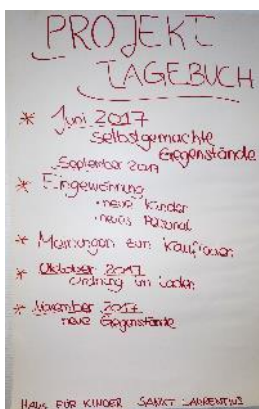 PROJEKT
TAGEBUCH
* Juni 2017
selbstgemachte
Gegenstände
September 2017
* Eingewöhnung
• neue Kinder
• neues Personal
* Meinungen zum
* Oktober 2017
Ordnung im Laden
* November 2017
neue Gegenstände
HAUS FÜR KINDER SANKT LAURENTIUS